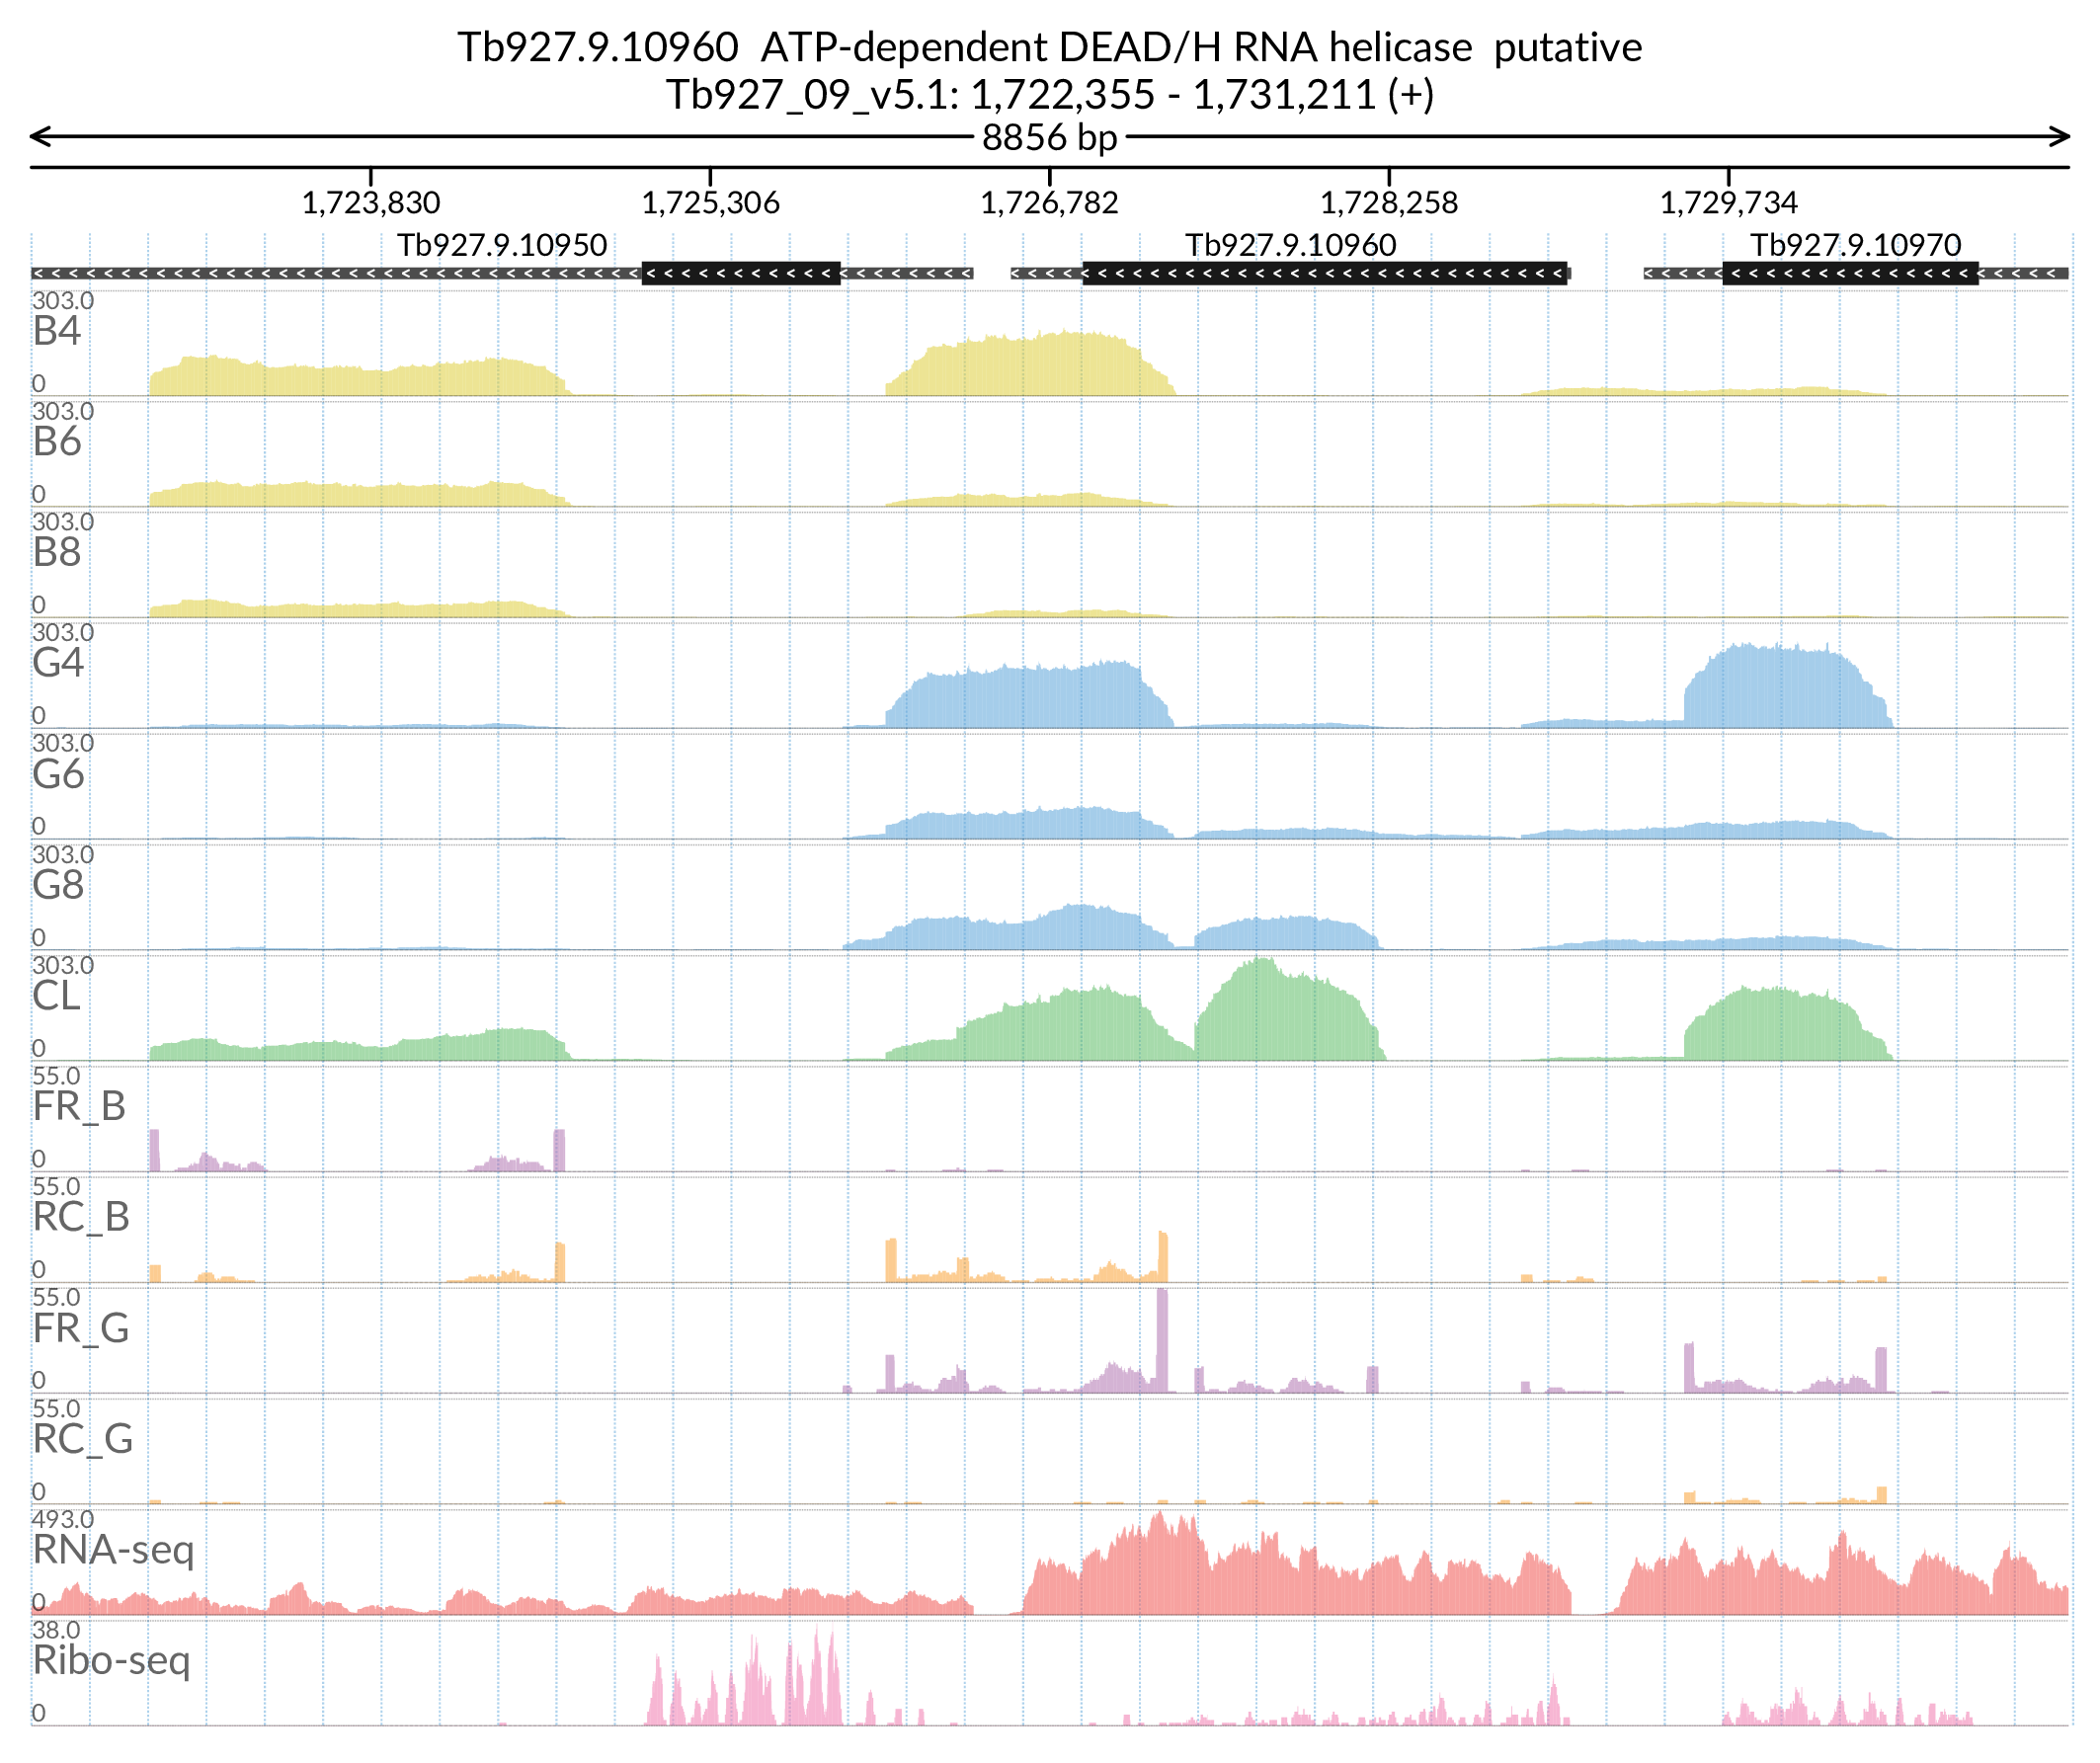 Tb927.9.10960  ATP-dependent DEAD/H RNA helicase  putative
Tb927_09_v5.1: 1,722,355 - 1,731,211 (+)
8856 bp
1,723,830 1,725,306 1,726,782 1,728,258 1,729,734
Tb927.9.10950 Tb927.9.10960 Tb927.9.10970
303.0
B4
0
303.0
B6
0
303.0
B8
0
303.0
G4
0
303.0
G6
0
303.0
G8
0
303.0
CL
0
55.0
FR_B
0
55.0
RC_B
0
55.0
FR_G
0
55.0
RC_G
0
493.0
RNA-seq
0
38.0
Ribo-seq
0